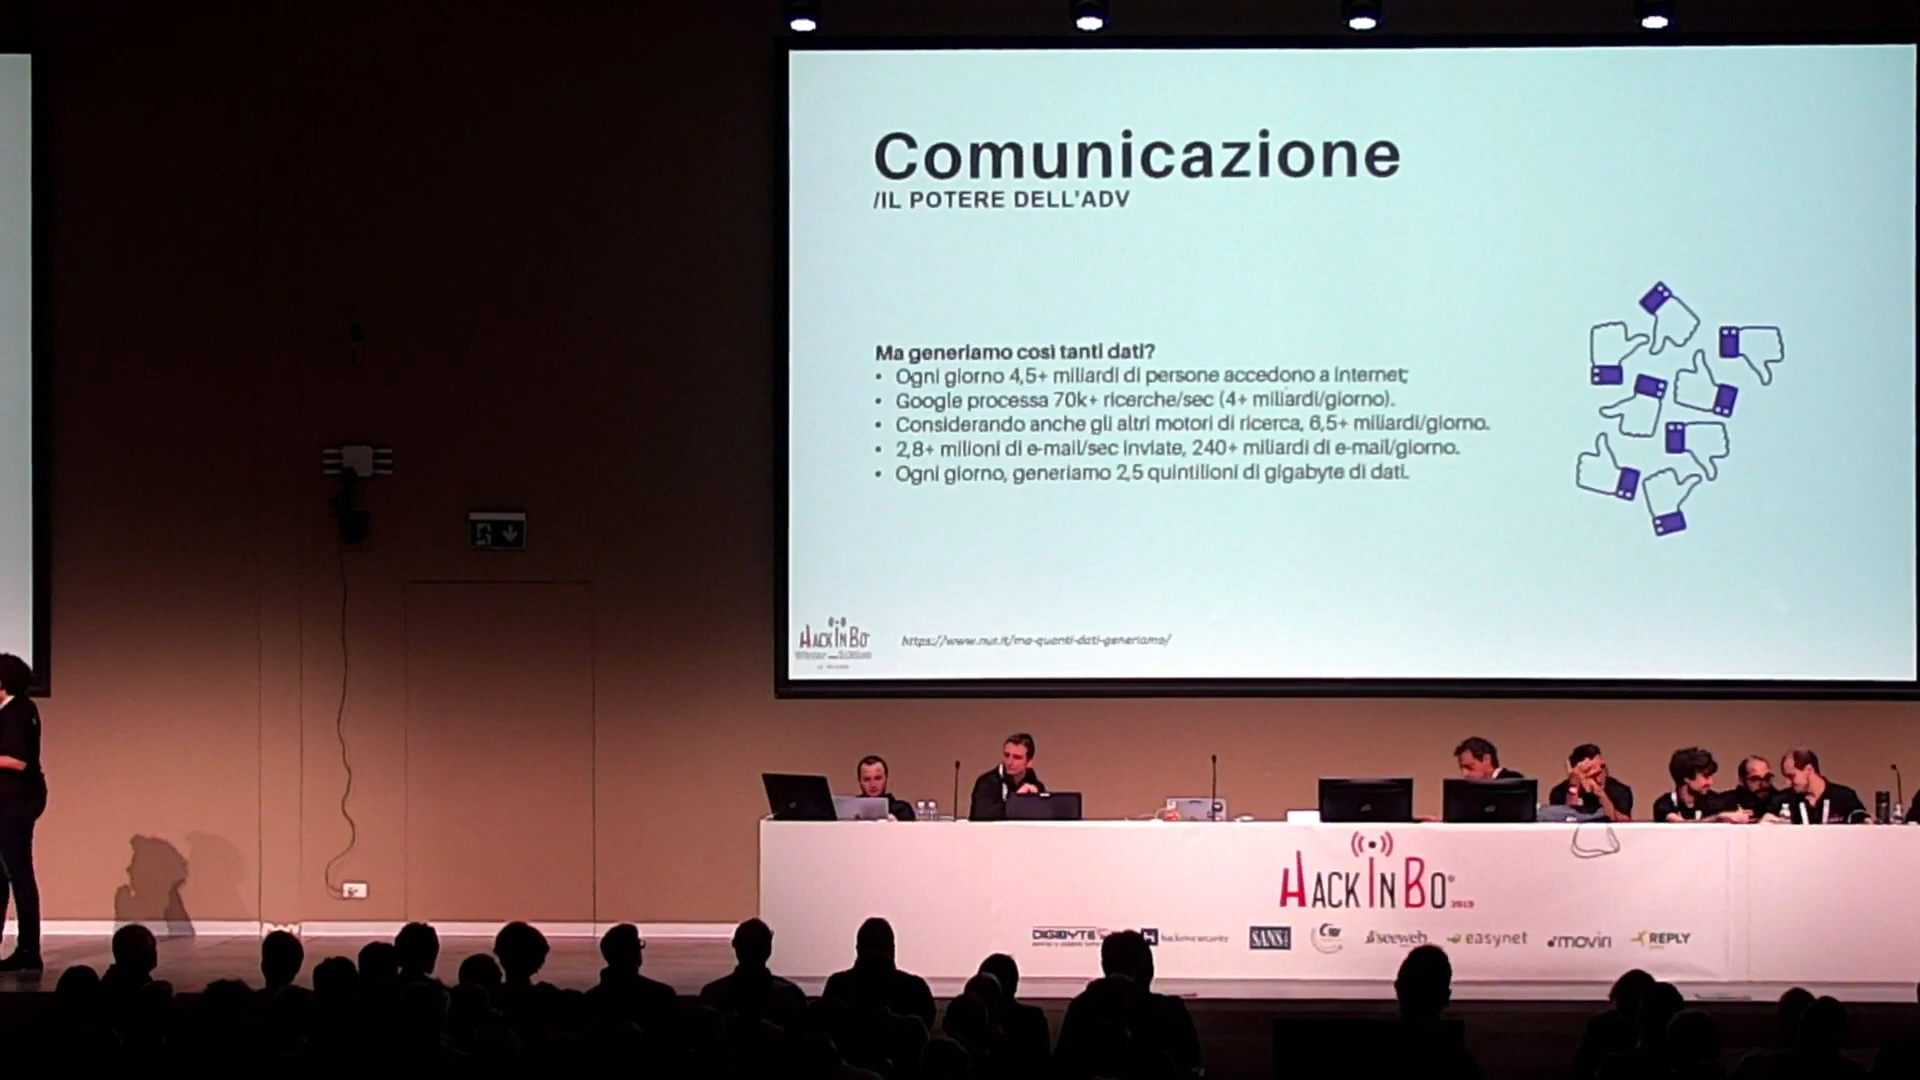 Comunicazione
/IL POTERE DELL'ADV
Ma generiamo così tanti dati?
• Ogni giorno 4,5+ miliardi di persone accedono a internet;
• Google processa 70k+ ricerche/sec (4+ miliardi/giorno).
• Considerando anche gli altri motori di ricerca, 6,5+ miliardi/giorno.
• 2,8+ milioni di e-mail/sec inviate, 240+ miliardi di e-mail/giorno.
• Ogni giorno, generiamo 2,5 quintilioni di gigabyte di dati.
HACKINBO
Winter Edition
https://www.nur.it/ma-quanti-dati-generiamo/
HACKINBO®
2019
DIGIBYTE
SANS
seeweb
easynet
movin
REPLY